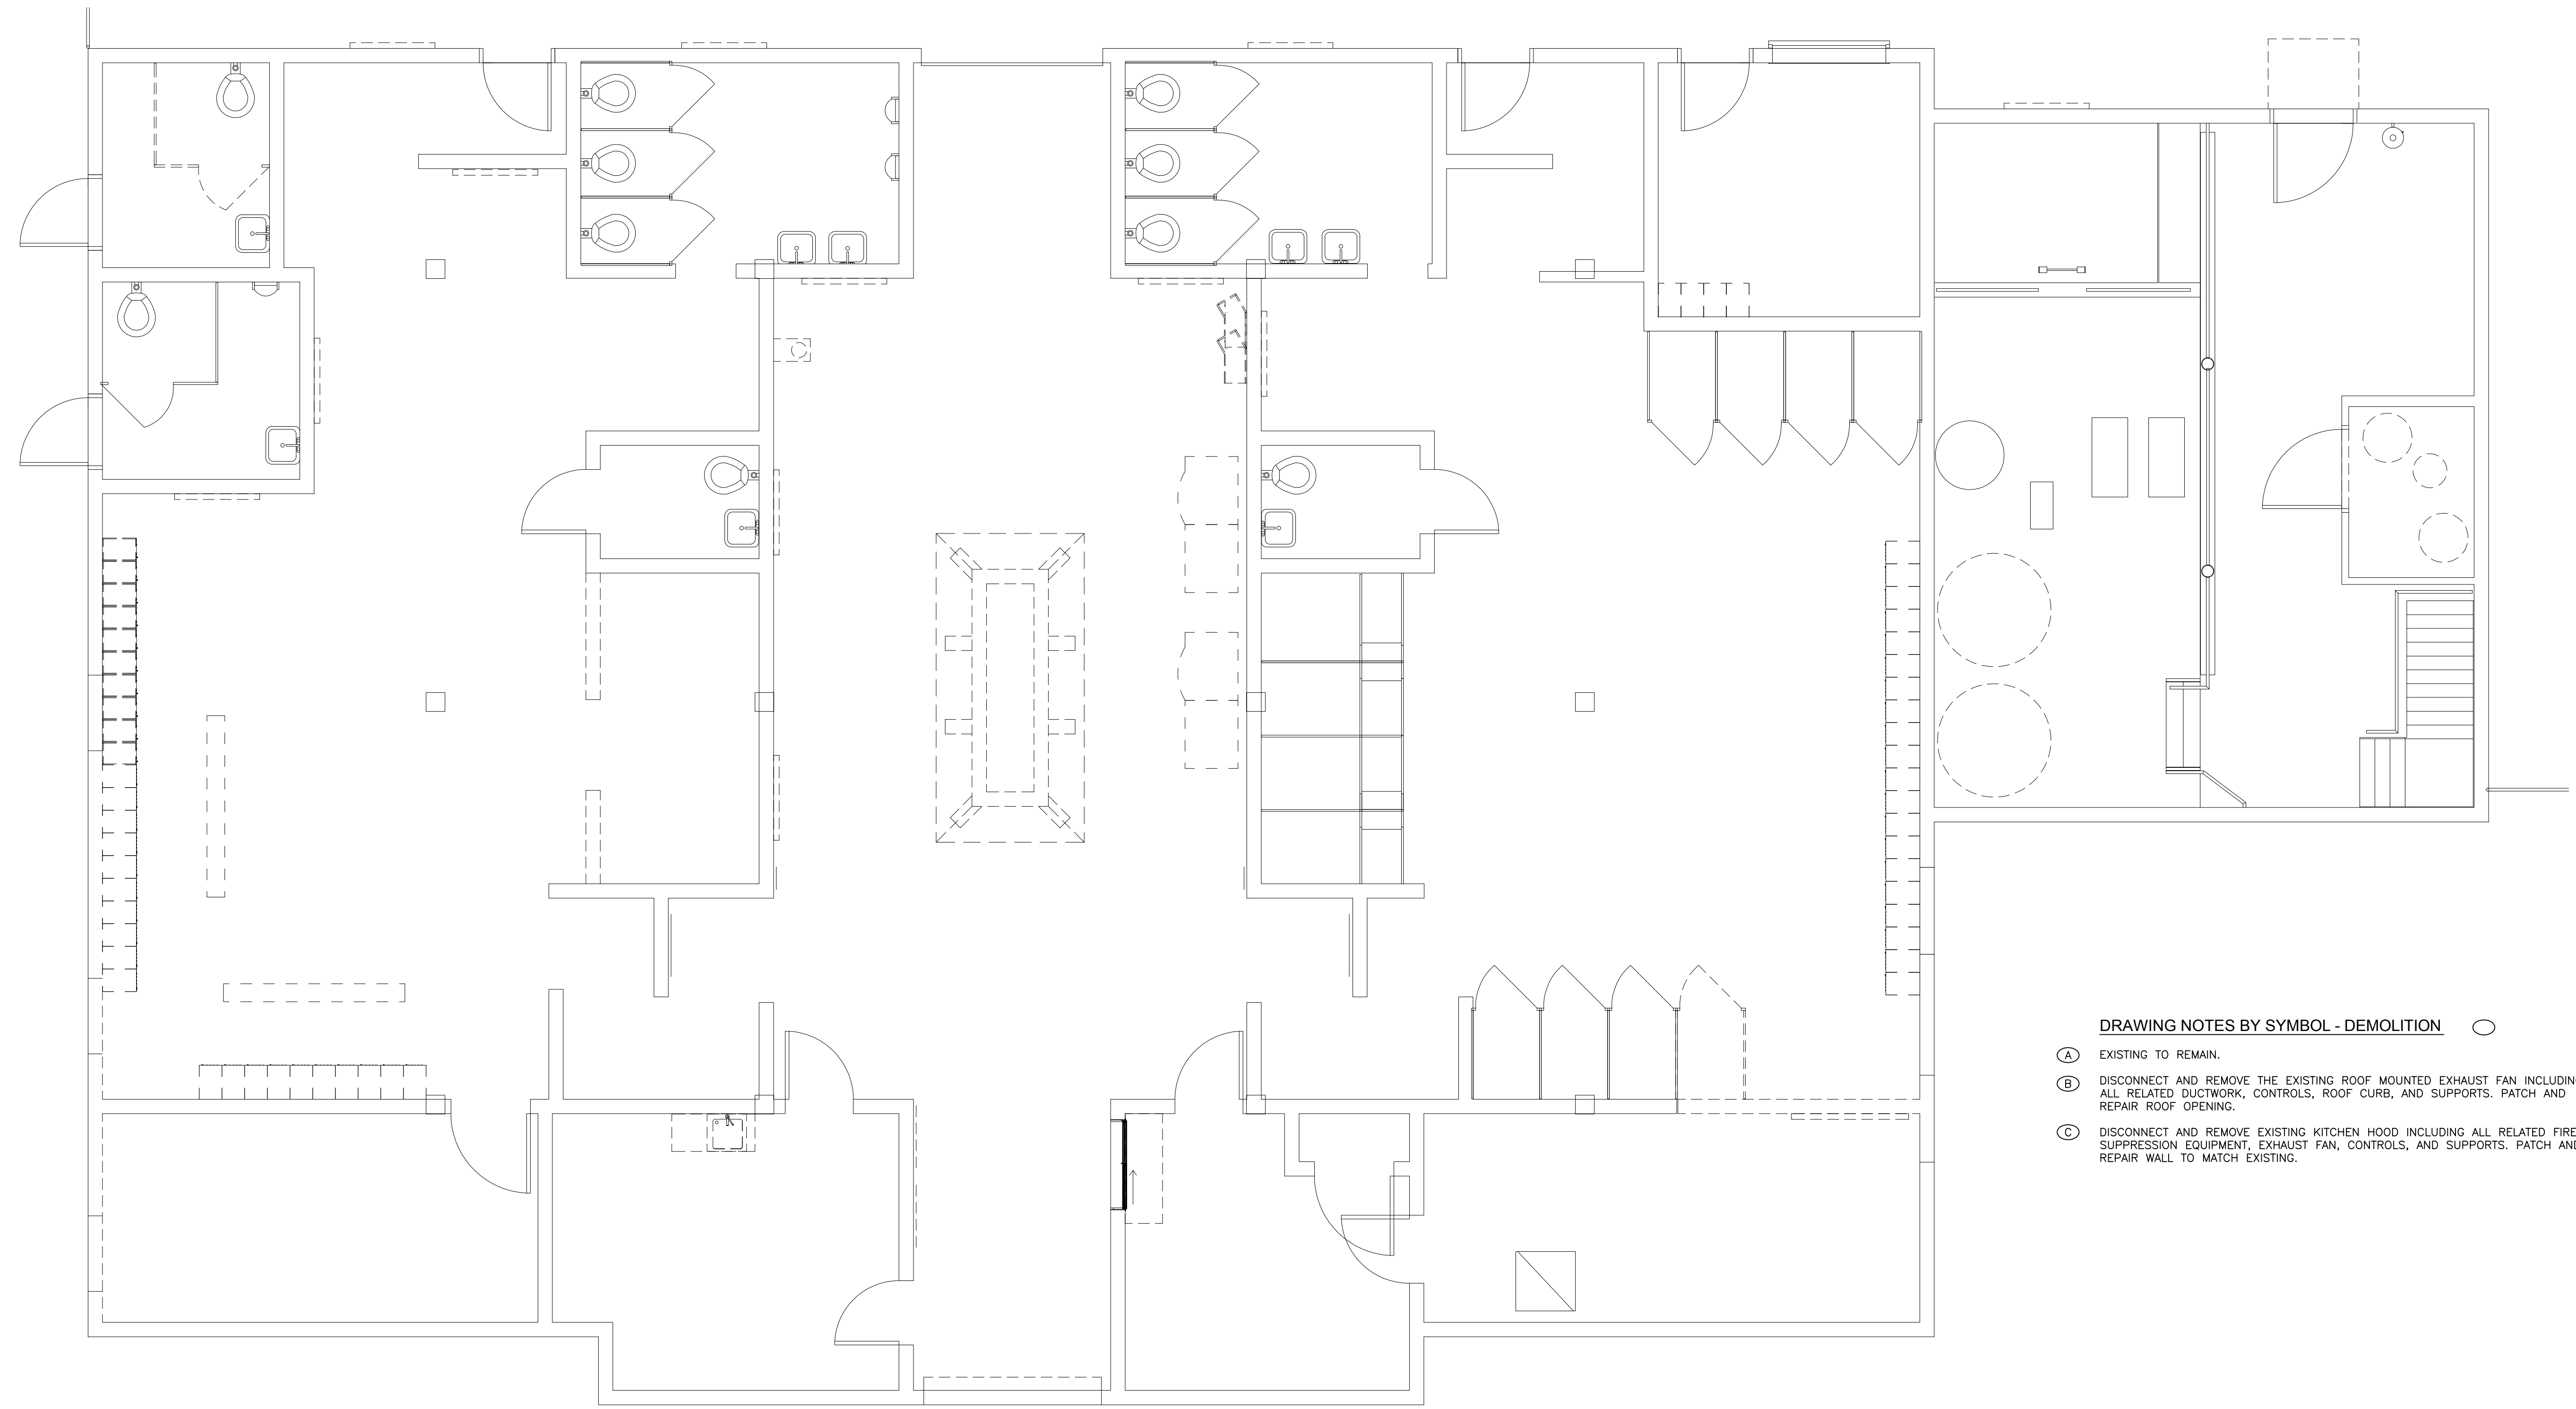 DRAWING NOTES BY SYMBOL - DEMOLITION
A EXISTING TO REMAIN.
B DISCONNECT AND REMOVE THE EXISTING ROOF MOUNTED EXHAUST FAN INCLUDING
ALL RELATED DUCTWORK, CONTROLS, ROOF CURB, AND SUPPORTS. PATCH AND
REPAIR ROOF OPENING.
C DISCONNECT AND REMOVE EXISTING KITCHEN HOOD INCLUDING ALL RELATED FIRE
SUPPRESSION EQUIPMENT, EXHAUST FAN, CONTROLS, AND SUPPORTS. PATCH AND
REPAIR WALL TO MATCH EXISTING.